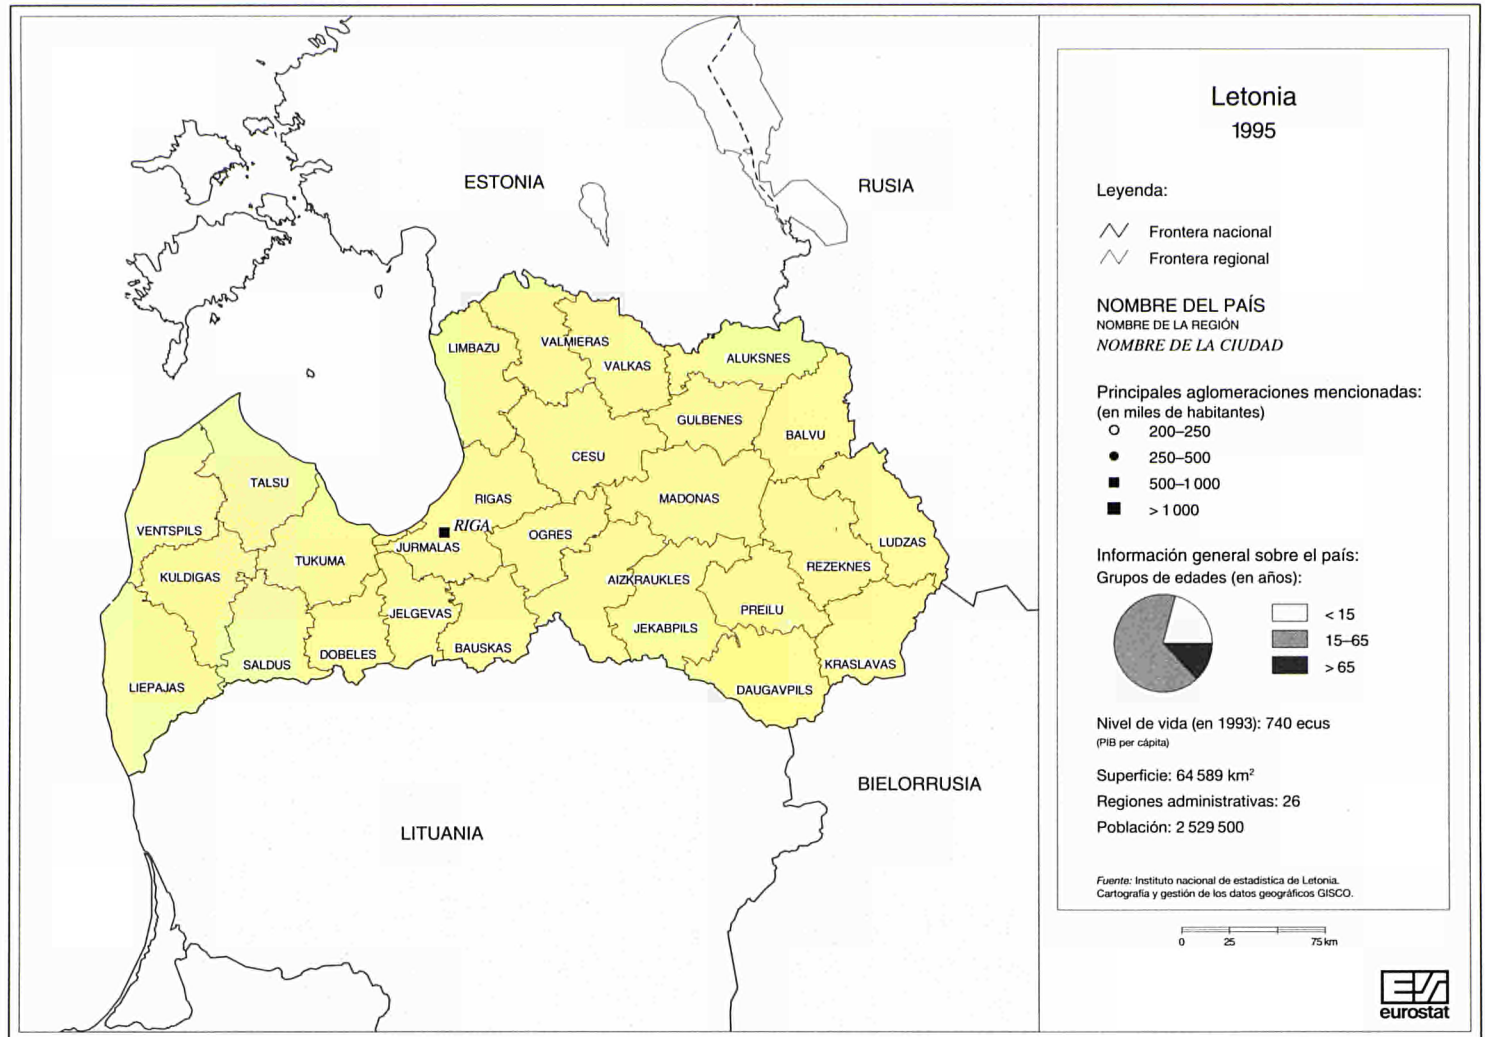 ESTONIA
RUSIA
LIMBAZU
VALMIERAS
VALKAS
ALUKSNES
GULBENES
BALVU
CESU
TALSU
RIGAS
MADONAS
VENTSPILS
RIGA
OGRES
JURMALAS
LUDZAS
TUKUMA
REZEKNES
KULDIGAS
AIZKRAUKLES
JELGEVAS
PREILU
JEKABPILS
BAUSKAS
DOBELES
SALDUS
KRASLAVAS
LIEPAJAS
DAUGAVPILS
BIELORRUSIA
LITUANIA
Letonia
1995
Leyenda:
Frontera nacional
Frontera regional
NOMBRE DEL PAÍS
NOMBRE DE LA REGIÓN
NOMBRE DE LA CIUDAD
Principales aglomeraciones mencionadas:
(en miles de habitantes)
200–250
250–500
500–1 000
> 1 000
Información general sobre el país:
Grupos de edades (en años):
< 15
15–65
> 65
Nivel de vida (en 1993): 740 ecus
(PIB per cápita)
Superficie: 64 589 km²
Regiones administrativas: 26
Población: 2 529 500
Fuente: Instituto nacional de estadística de Letonia.
Cartografía y gestión de los datos geográficos GISCO.
0 25 75 km
eurostat